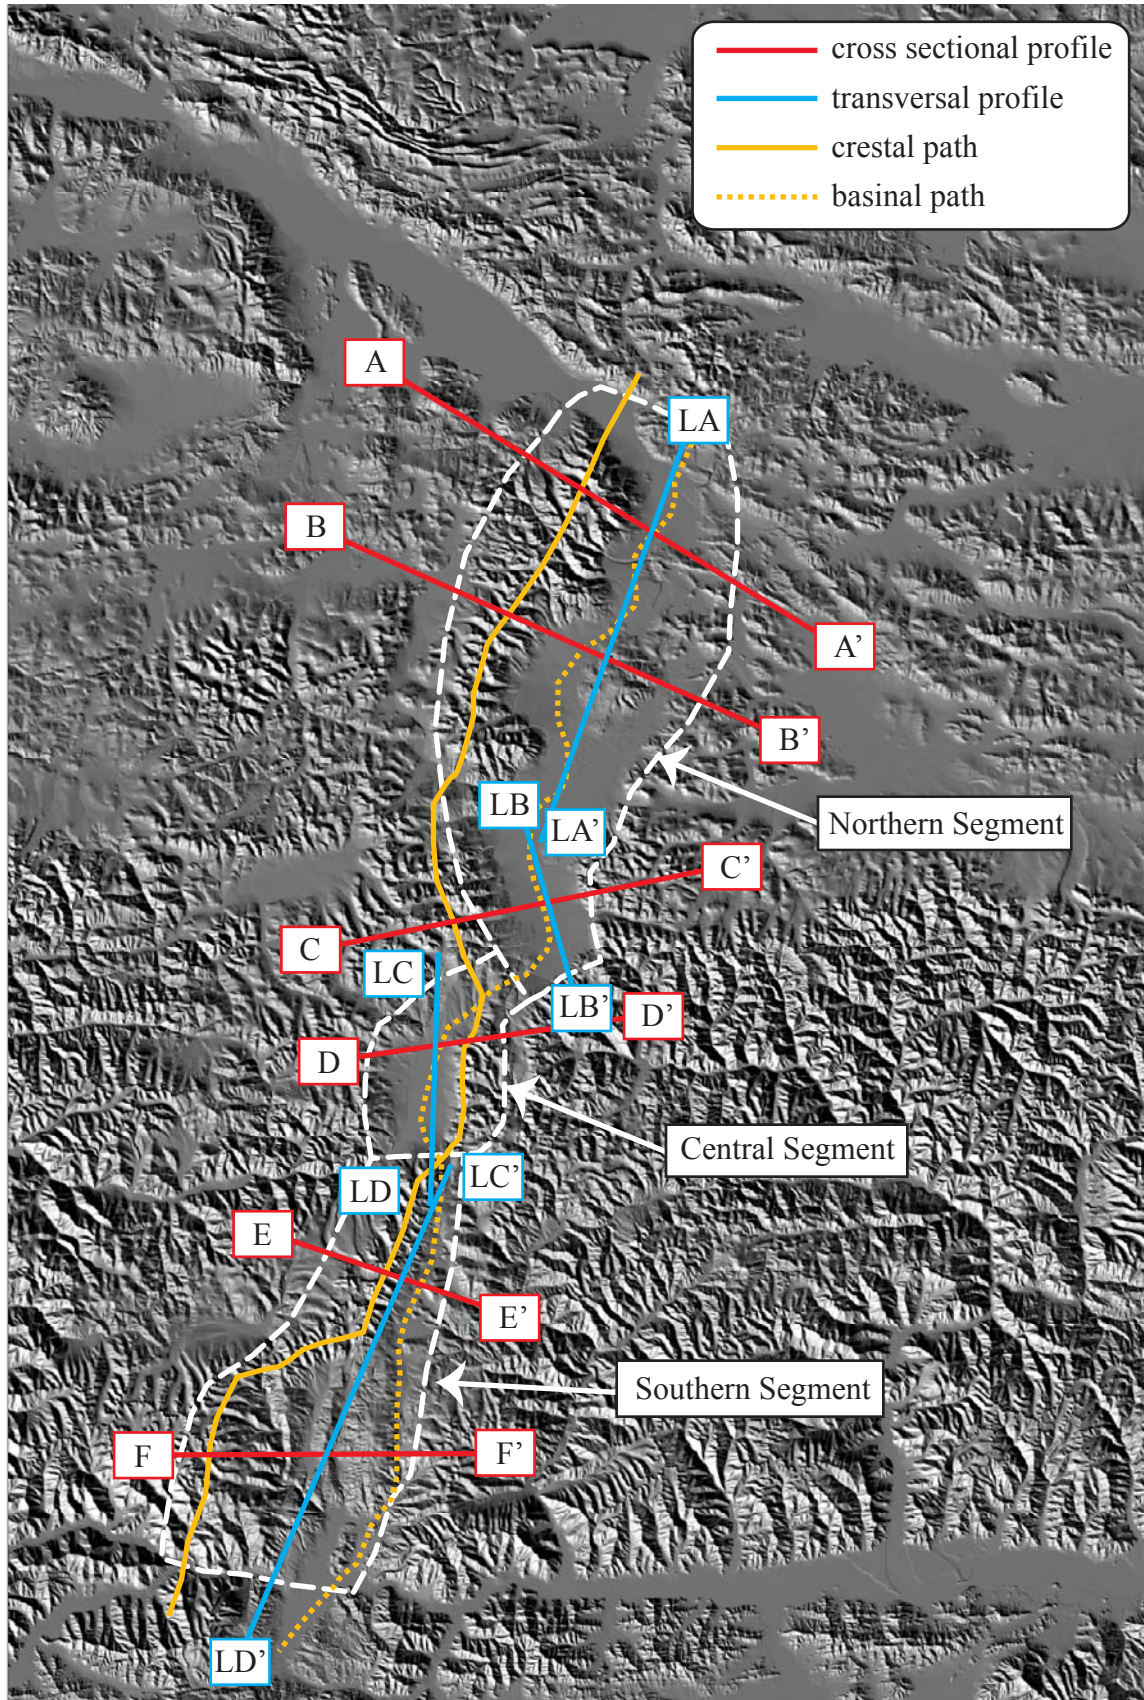 cross sectional profile
transversal profile
crestal path
basinal path
A
LA
B
A’
B’
LB
LA’
Northern Segment
C’
C
LC
LB’
D’
D
Central Segment
LD
LC’
E
E’
Southern Segment
F
F’
LD’